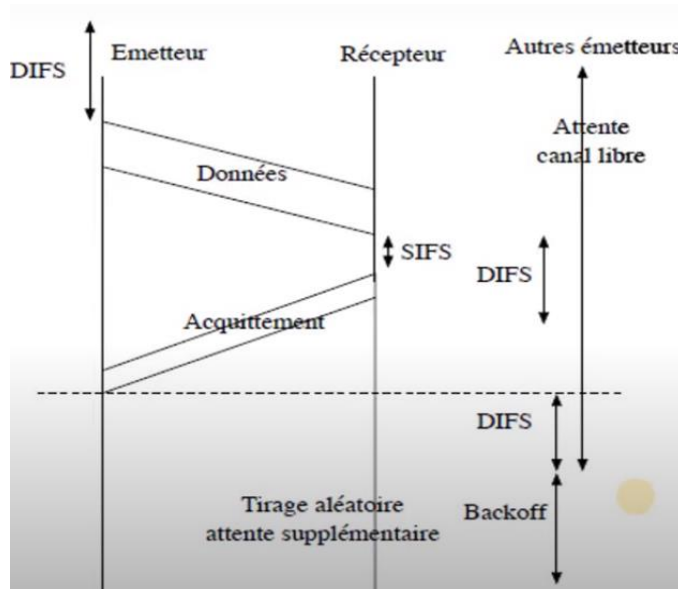 DIFS
Emetteur
Récepteur
Autres émetteurs
Attente
canal libre
Données
SIFS
DIFS
Acquittement
DIFS
Tirage aléatoire
attente supplémentaire
Backoff